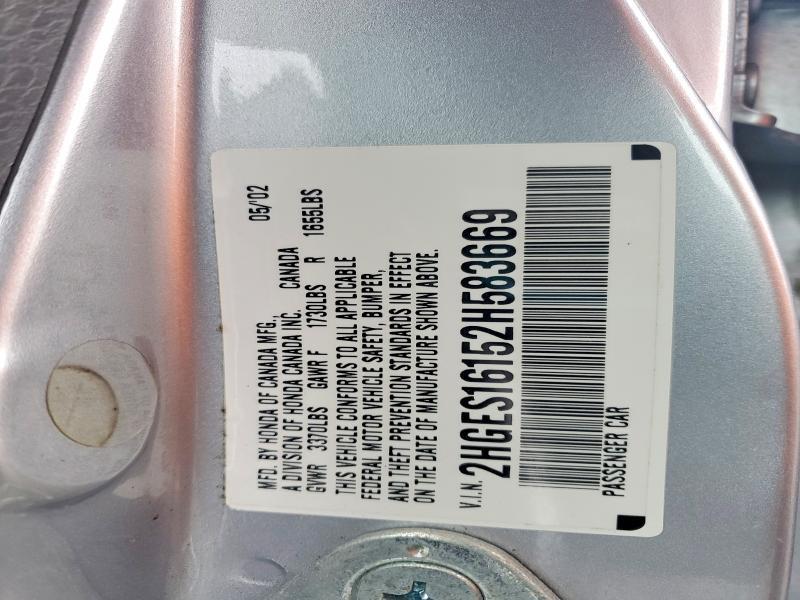 MFD. BY HONDA OF CANADA MFG.,
A DIVISION OF HONDA CANADA INC. CANADA 05/'02
GVWR 3370LBS GAWR F 1730LBS R 1655LBS
THIS VEHICLE CONFORMS TO ALL APPLICABLE
FEDERAL MOTOR VEHICLE SAFETY, BUMPER,
AND THEFT PREVENTION STANDARDS IN EFFECT
ON THE DATE OF MANUFACTURE SHOWN ABOVE.
V.I.N. 2HGES16152H583669
PASSENGER CAR